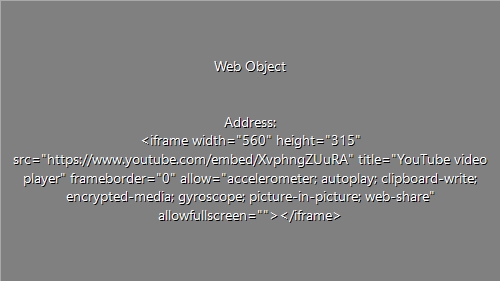 Web Object
Address:
<iframe width="560" height="315"
src="https://www.youtube.com/embed/XvphngZUuRA" title="YouTube video
player" frameborder="0" allow="accelerometer; autoplay; clipboard-write;
encrypted-media; gyroscope; picture-in-picture; web-share"
allowfullscreen=""></iframe>